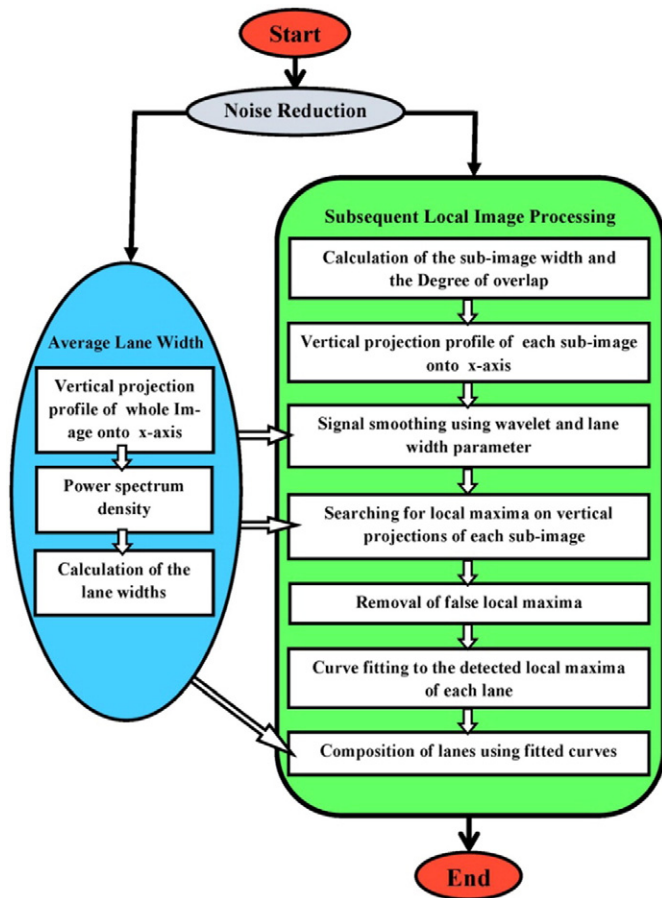 Start
Noise Reduction
Average Lane Width
Vertical projection
profile of whole Im-
age onto x-axis
Power spectrum
density
Calculation of the
lane widths
Subsequent Local Image Processing
Calculation of the sub-image width and
the Degree of overlap
Vertical projection profile of each sub-image
onto x-axis
Signal smoothing using wavelet and lane
width parameter
Searching for local maxima on vertical
projections of each sub-image
Removal of false local maxima
Curve fitting to the detected local maxima
of each lane
Composition of lanes using fitted curves
End